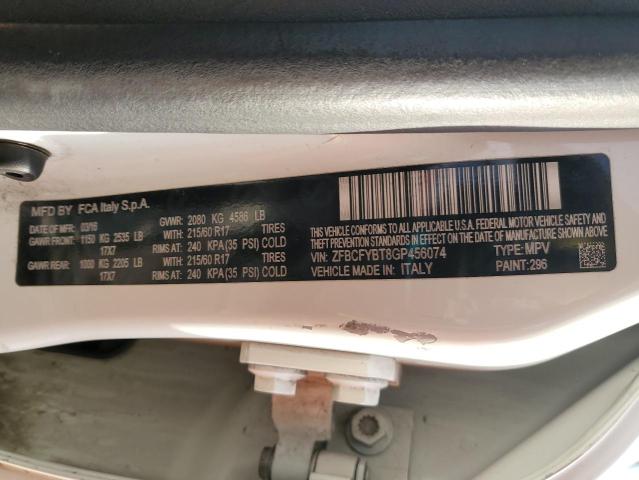 MFD BY FCA Italy S.p.A.
DATE OF MFR: 03/16 GVWR: 2080 KG 4586 LB
GAWR FRONT: 1150 KG 2535 LB WITH: 215/60 R17 TIRES
17X7 RIMS AT: 240 KPA (35 PSI) COLD
GAWR REAR: 1000 KG 2205 LB WITH: 215/60 R17 TIRES
17X7 RIMS AT: 240 KPA (35 PSI) COLD
THIS VEHICLE CONFORMS TO ALL APPLICABLE U.S.A. FEDERAL MOTOR
VEHICLE SAFETY, BUMPER, AND THEFT PREVENTION STANDARDS IN
EFFECT ON THE DATE OF MANUFACTURE SHOWN ABOVE.
VIN: ZFBCFYBT8GP456074 TYPE: MPV
VEHICLE MADE IN: ITALY PAINT: 296